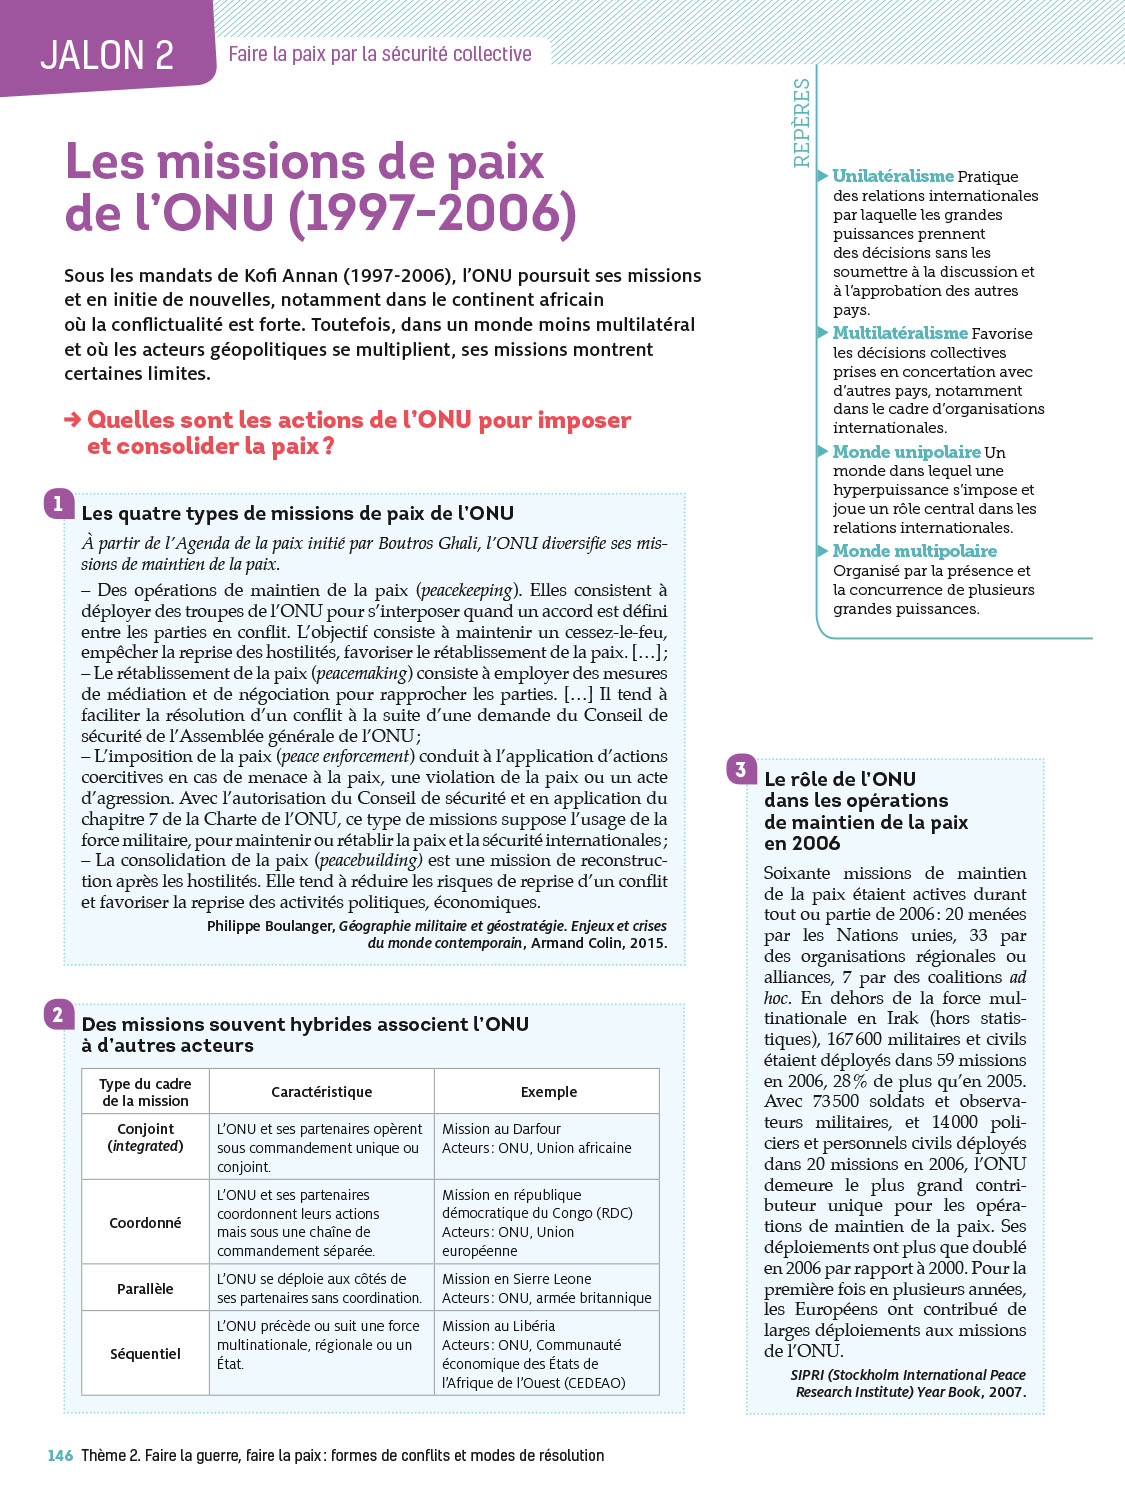 JALON 2
Faire la paix par la sécurité collective
Les missions de paix
de l’ONU (1997-2006)
Sous les mandats de Kofi Annan (1997-2006), l’ONU poursuit ses missions
et en initie de nouvelles, notamment dans le continent africain
où la conflictualité est forte. Toutefois, dans un monde moins multilatéral
et où les acteurs géopolitiques se multiplient, ses missions montrent
certaines limites.
→ Quelles sont les actions de l’ONU pour imposer
et consolider la paix ?
REPÈRES
▶ Unilatéralisme Pratique
des relations internationales
par laquelle les grandes
puissances prennent
des décisions sans les
soumettre à la discussion et
à l’approbation des autres
pays.
▶ Multilatéralisme Favorise
les décisions collectives
prises en concertation avec
d’autres pays, notamment
dans le cadre d’organisations
internationales.
▶ Monde unipolaire Un
monde dans lequel une
hyperpuissance s’impose et
joue un rôle central dans les
relations internationales.
▶ Monde multipolaire
Organisé par la présence et
la concurrence de plusieurs
grandes puissances.
1
Les quatre types de missions de paix de l’ONU
À partir de l’Agenda de la paix initié par Boutros Ghali, l’ONU diversifie ses mis-
sions de maintien de la paix.
– Des opérations de maintien de la paix (peacekeeping). Elles consistent à
déployer des troupes de l’ONU pour s’interposer quand un accord est défini
entre les parties en conflit. L’objectif consiste à maintenir un cessez-le-feu,
empêcher la reprise des hostilités, favoriser le rétablissement de la paix. […] ;
– Le rétablissement de la paix (peacemaking) consiste à employer des mesures
de médiation et de négociation pour rapprocher les parties. […] Il tend à
faciliter la résolution d’un conflit à la suite d’une demande du Conseil de
sécurité de l’Assemblée générale de l’ONU ;
– L’imposition de la paix (peace enforcement) conduit à l’application d’actions
coercitives en cas de menace à la paix, une violation de la paix ou un acte
d’agression. Avec l’autorisation du Conseil de sécurité et en application du
chapitre 7 de la Charte de l’ONU, ce type de missions suppose l’usage de la
force militaire, pour maintenir ou rétablir la paix et la sécurité internationales ;
– La consolidation de la paix (peacebuilding) est une mission de reconstruc-
tion après les hostilités. Elle tend à réduire les risques de reprise d’un conflit
et favoriser la reprise des activités politiques, économiques.
Philippe Boulanger, Géographie militaire et géostratégie. Enjeux et crises
du monde contemporain, Armand Colin, 2015.
2
Des missions souvent hybrides associent l’ONU
à d’autres acteurs
Type du cadre
de la mission
Caractéristique
Exemple
Conjoint
(integrated)
L’ONU et ses partenaires opèrent
sous commandement unique ou
conjoint.
Mission au Darfour
Acteurs : ONU, Union africaine
Coordonné
L’ONU et ses partenaires
coordonnent leurs actions
mais sous une chaîne de
commandement séparée.
Mission en république
démocratique du Congo (RDC)
Acteurs : ONU, Union
européenne
Parallèle
L’ONU se déploie aux côtés de
ses partenaires sans coordination.
Mission en Sierre Leone
Acteurs : ONU, armée britannique
Séquentiel
L’ONU précède ou suit une force
multinationale, régionale ou un
État.
Mission au Libéria
Acteurs : ONU, Communauté
économique des États de
l’Afrique de l’Ouest (CEDEAO)
3
Le rôle de l’ONU
dans les opérations
de maintien de la paix
en 2006
Soixante missions de maintien
de la paix étaient actives durant
tout ou partie de 2006 : 20 menées
par les Nations unies, 33 par
des organisations régionales ou
alliances, 7 par des coalitions ad
hoc. En dehors de la force mul-
tinationale en Irak (hors statis-
tiques), 167 600 militaires et civils
étaient déployés dans 59 missions
en 2006, 28 % de plus qu’en 2005.
Avec 73 500 soldats et observa-
teurs militaires, et 14 000 poli-
ciers et personnels civils déployés
dans 20 missions en 2006, l’ONU
demeure le plus grand contri-
buteur unique pour les opéra-
tions de maintien de la paix. Ses
déploiements ont plus que doublé
en 2006 par rapport à 2000. Pour la
première fois en plusieurs années,
les Européens ont contribué de
larges déploiements aux missions
de l’ONU.
SIPRI (Stockholm International Peace
Research Institute) Year Book, 2007.
146 Thème 2. Faire la guerre, faire la paix : formes de conflits et modes de résolution